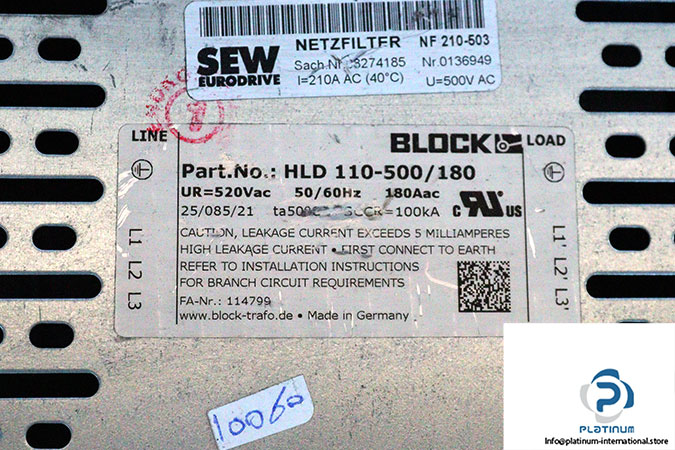 SEW
EURODRIVE
NETZFILTER NF 210-503
Sach.Nr. 8274185 Nr.0136949
I=210A AC (40°C) U=500V AC
LINE
BLOCK LOAD
Part.No.: HLD 110-500/180
UR=520Vac 50/60Hz 180Aac
25/085/21 SCCR=100kA
c US
CAUTION, LEAKAGE CURRENT EXCEEDS 5 MILLIAMPERES
HIGH LEAKAGE CURRENT • FIRST CONNECT TO EARTH
REFER TO INSTALLATION INSTRUCTIONS
FOR BRANCH CIRCUIT REQUIREMENTS
FA-Nr.: 114799
www.block-trafo.de • Made in Germany
L1 L2 L3
L1' L2' L3'
10060
PLATINUM
Info@platinum-international.store